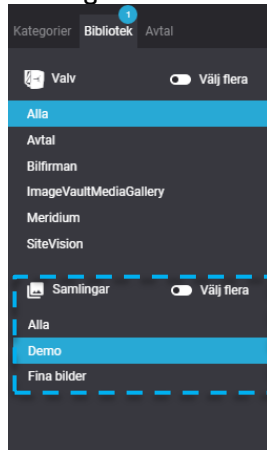 1
Kategorier Bibliotek Avtal
Valv Välj flera
Alla
Avtal
Bilfirman
ImageVaultMediaGallery
Meridium
SiteVision
Samlingar Välj flera
Alla
Demo
Fina bilder